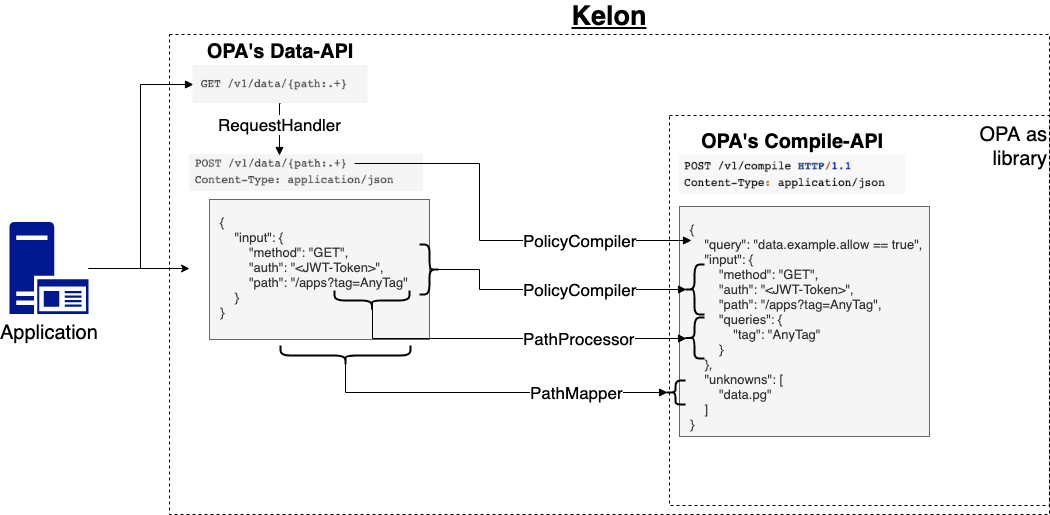 Kelon
OPA's Data-API
GET /v1/data/{path:.+}
RequestHandler
POST /v1/data/{path:.+}
Content-Type: application/json
{
"input": {
"method": "GET",
"auth": "<JWT-Token>",
"path": "/apps?tag=AnyTag"
}
}
Application
PolicyCompiler
PolicyCompiler
PathProcessor
PathMapper
OPA as
library
OPA's Compile-API
POST /v1/compile HTTP/1.1
Content-Type: application/json
{
"query": "data.example.allow == true",
"input": {
"method": "GET",
"auth": "<JWT-Token>",
"path": "/apps?tag=AnyTag",
"queries": {
"tag": "AnyTag"
}
},
"unknowns": [
"data.pg"
]
}